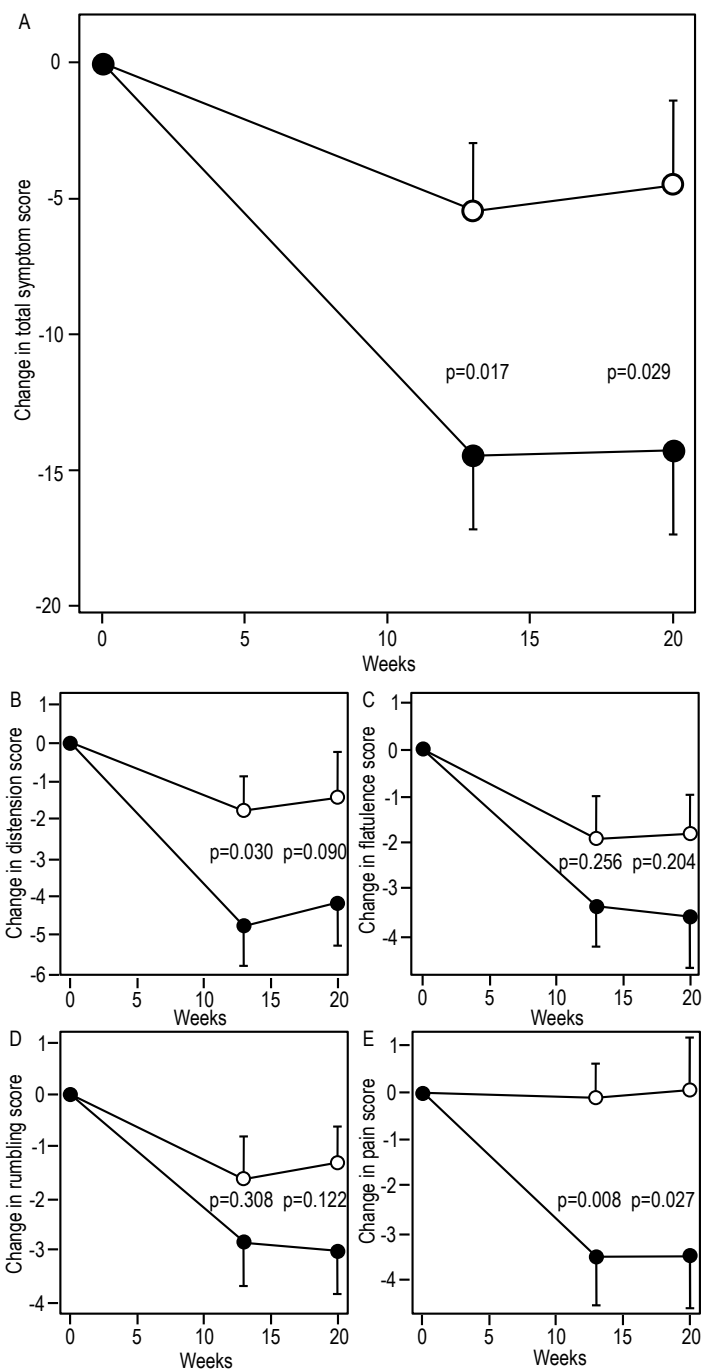 A
Change in total symptom score
0
-5
-10
-15
-20
p=0.017 p=0.029
0 5 10 15 20
Weeks
B
Change in distension score
1
0
-1
-2
-3
-4
-5
-6
p=0.030 p=0.090
0 5 10 15 20
Weeks
C
Change in flatulence score
1
0
-1
-2
-3
-4
p=0.256 p=0.204
0 5 10 15 20
Weeks
D
Change in rumbling score
1
0
-1
-2
-3
-4
p=0.308 p=0.122
0 5 10 15 20
Weeks
E
Change in pain score
1
0
-1
-2
-3
-4
p=0.008 p=0.027
0 5 10 15 20
Weeks